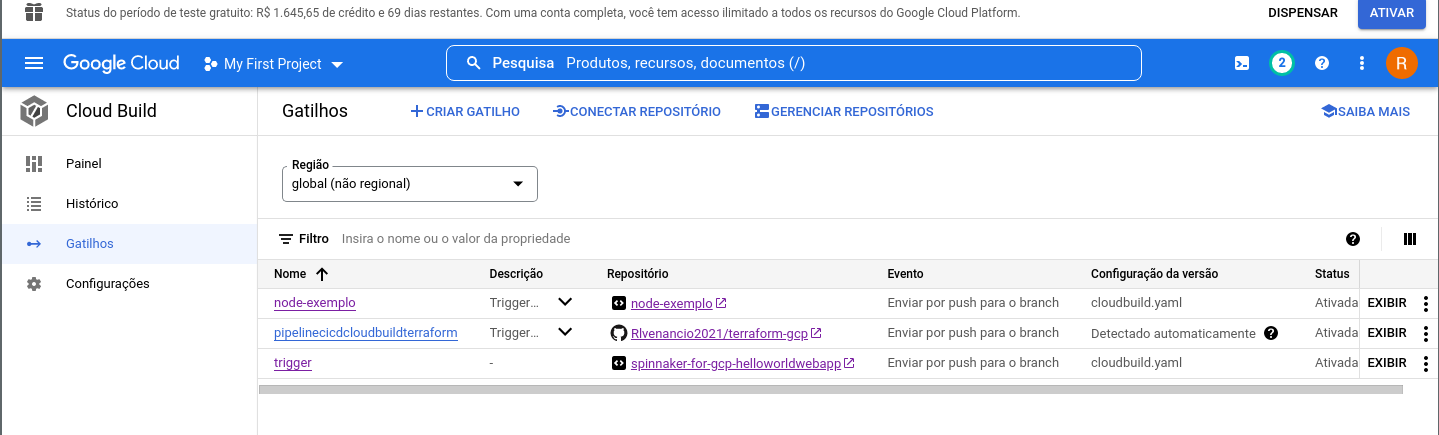 Status do período de teste gratuito: R$ 1.645,65 de crédito e 69 dias restantes. Com uma conta completa, você tem acesso ilimitado a todos os recursos do Google Cloud Platform. DISPENSAR ATIVAR
Google Cloud My First Project Pesquisa Produtos, recursos, documentos (/) 2 R
Cloud Build Gatilhos CRIAR GATILHO CONECTAR REPOSITÓRIO GERENCIAR REPOSITÓRIOS SAIBA MAIS
Painel
Histórico
Gatilhos
Configurações
Região
global (não regional)
Filtro Insira o nome ou o valor da propriedade
Nome Descrição Repositório Evento Configuração da versão Status
node-exemplo Trigger... node-exemplo Enviar por push para o branch cloudbuild.yaml Ativada EXIBIR
pipelinecicdcloudbuildterraform Trigger... Rlvenancio2021/terraform-gcp Enviar por push para o branch Detectado automaticamente Ativada EXIBIR
trigger - spinnaker-for-gcp-helloworldwebapp Enviar por push para o branch cloudbuild.yaml Ativada EXIBIR